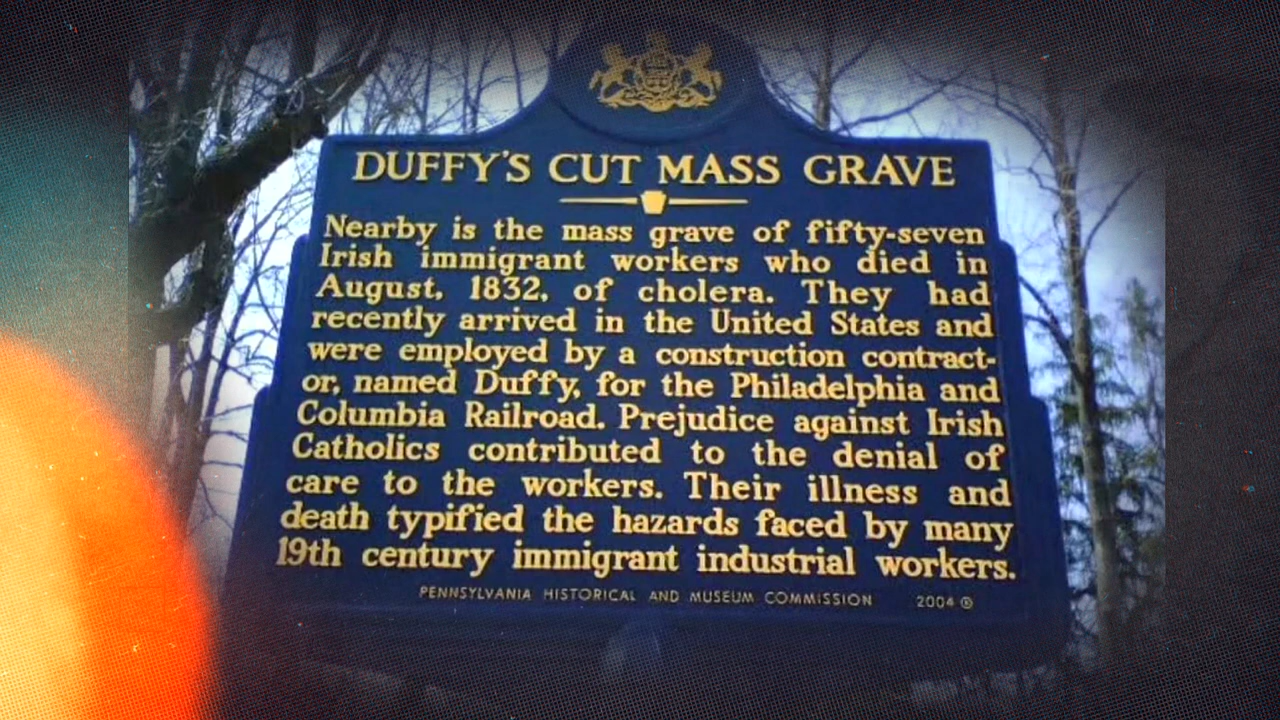 DUFFY'S CUT MASS GRAVE
Nearby is the mass grave of fifty-seven
Irish immigrant workers who died in
August, 1832, of cholera. They had
recently arrived in the United States and
were employed by a construction contract-
or, named Duffy, for the Philadelphia and
Columbia Railroad. Prejudice against Irish
Catholics contributed to the denial of
care to the workers. Their illness and
death typified the hazards faced by many
19th century immigrant industrial workers.
PENNSYLVANIA HISTORICAL AND MUSEUM COMMISSION 2004 ®